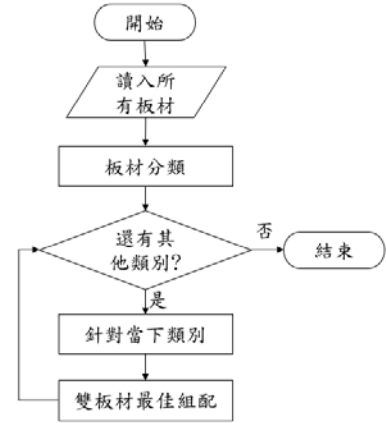 開始
讀入所
有板材
板材分類
還有其
他類別?
否
結束
是
針對當下類別
雙板材最佳組配